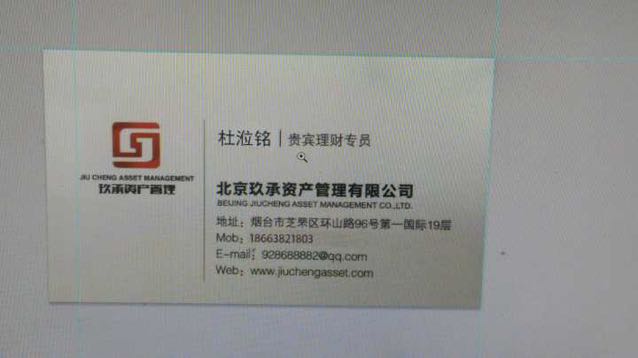 JIU CHENG ASSET MANAGEMENT
玖承资产管理
杜涖铭 | 贵宾理财专员
北京玖承资产管理有限公司
BEIJING JIUCHENG ASSET MANAGEMENT CO.,LTD.
地址：烟台市芝罘区环山路96号第一国际19层
Mob：18663821803
E-mail：928688882@qq.com
Web：www.jiuchengasset.com